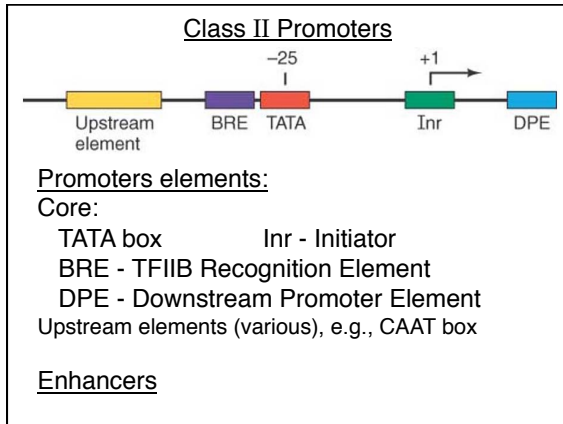 Class II Promoters
–25 +1
Upstream element BRE TATA Inr DPE
Promoters elements:
Core:
TATA box Inr - Initiator
BRE - TFIIB Recognition Element
DPE - Downstream Promoter Element
Upstream elements (various), e.g., CAAT box
Enhancers